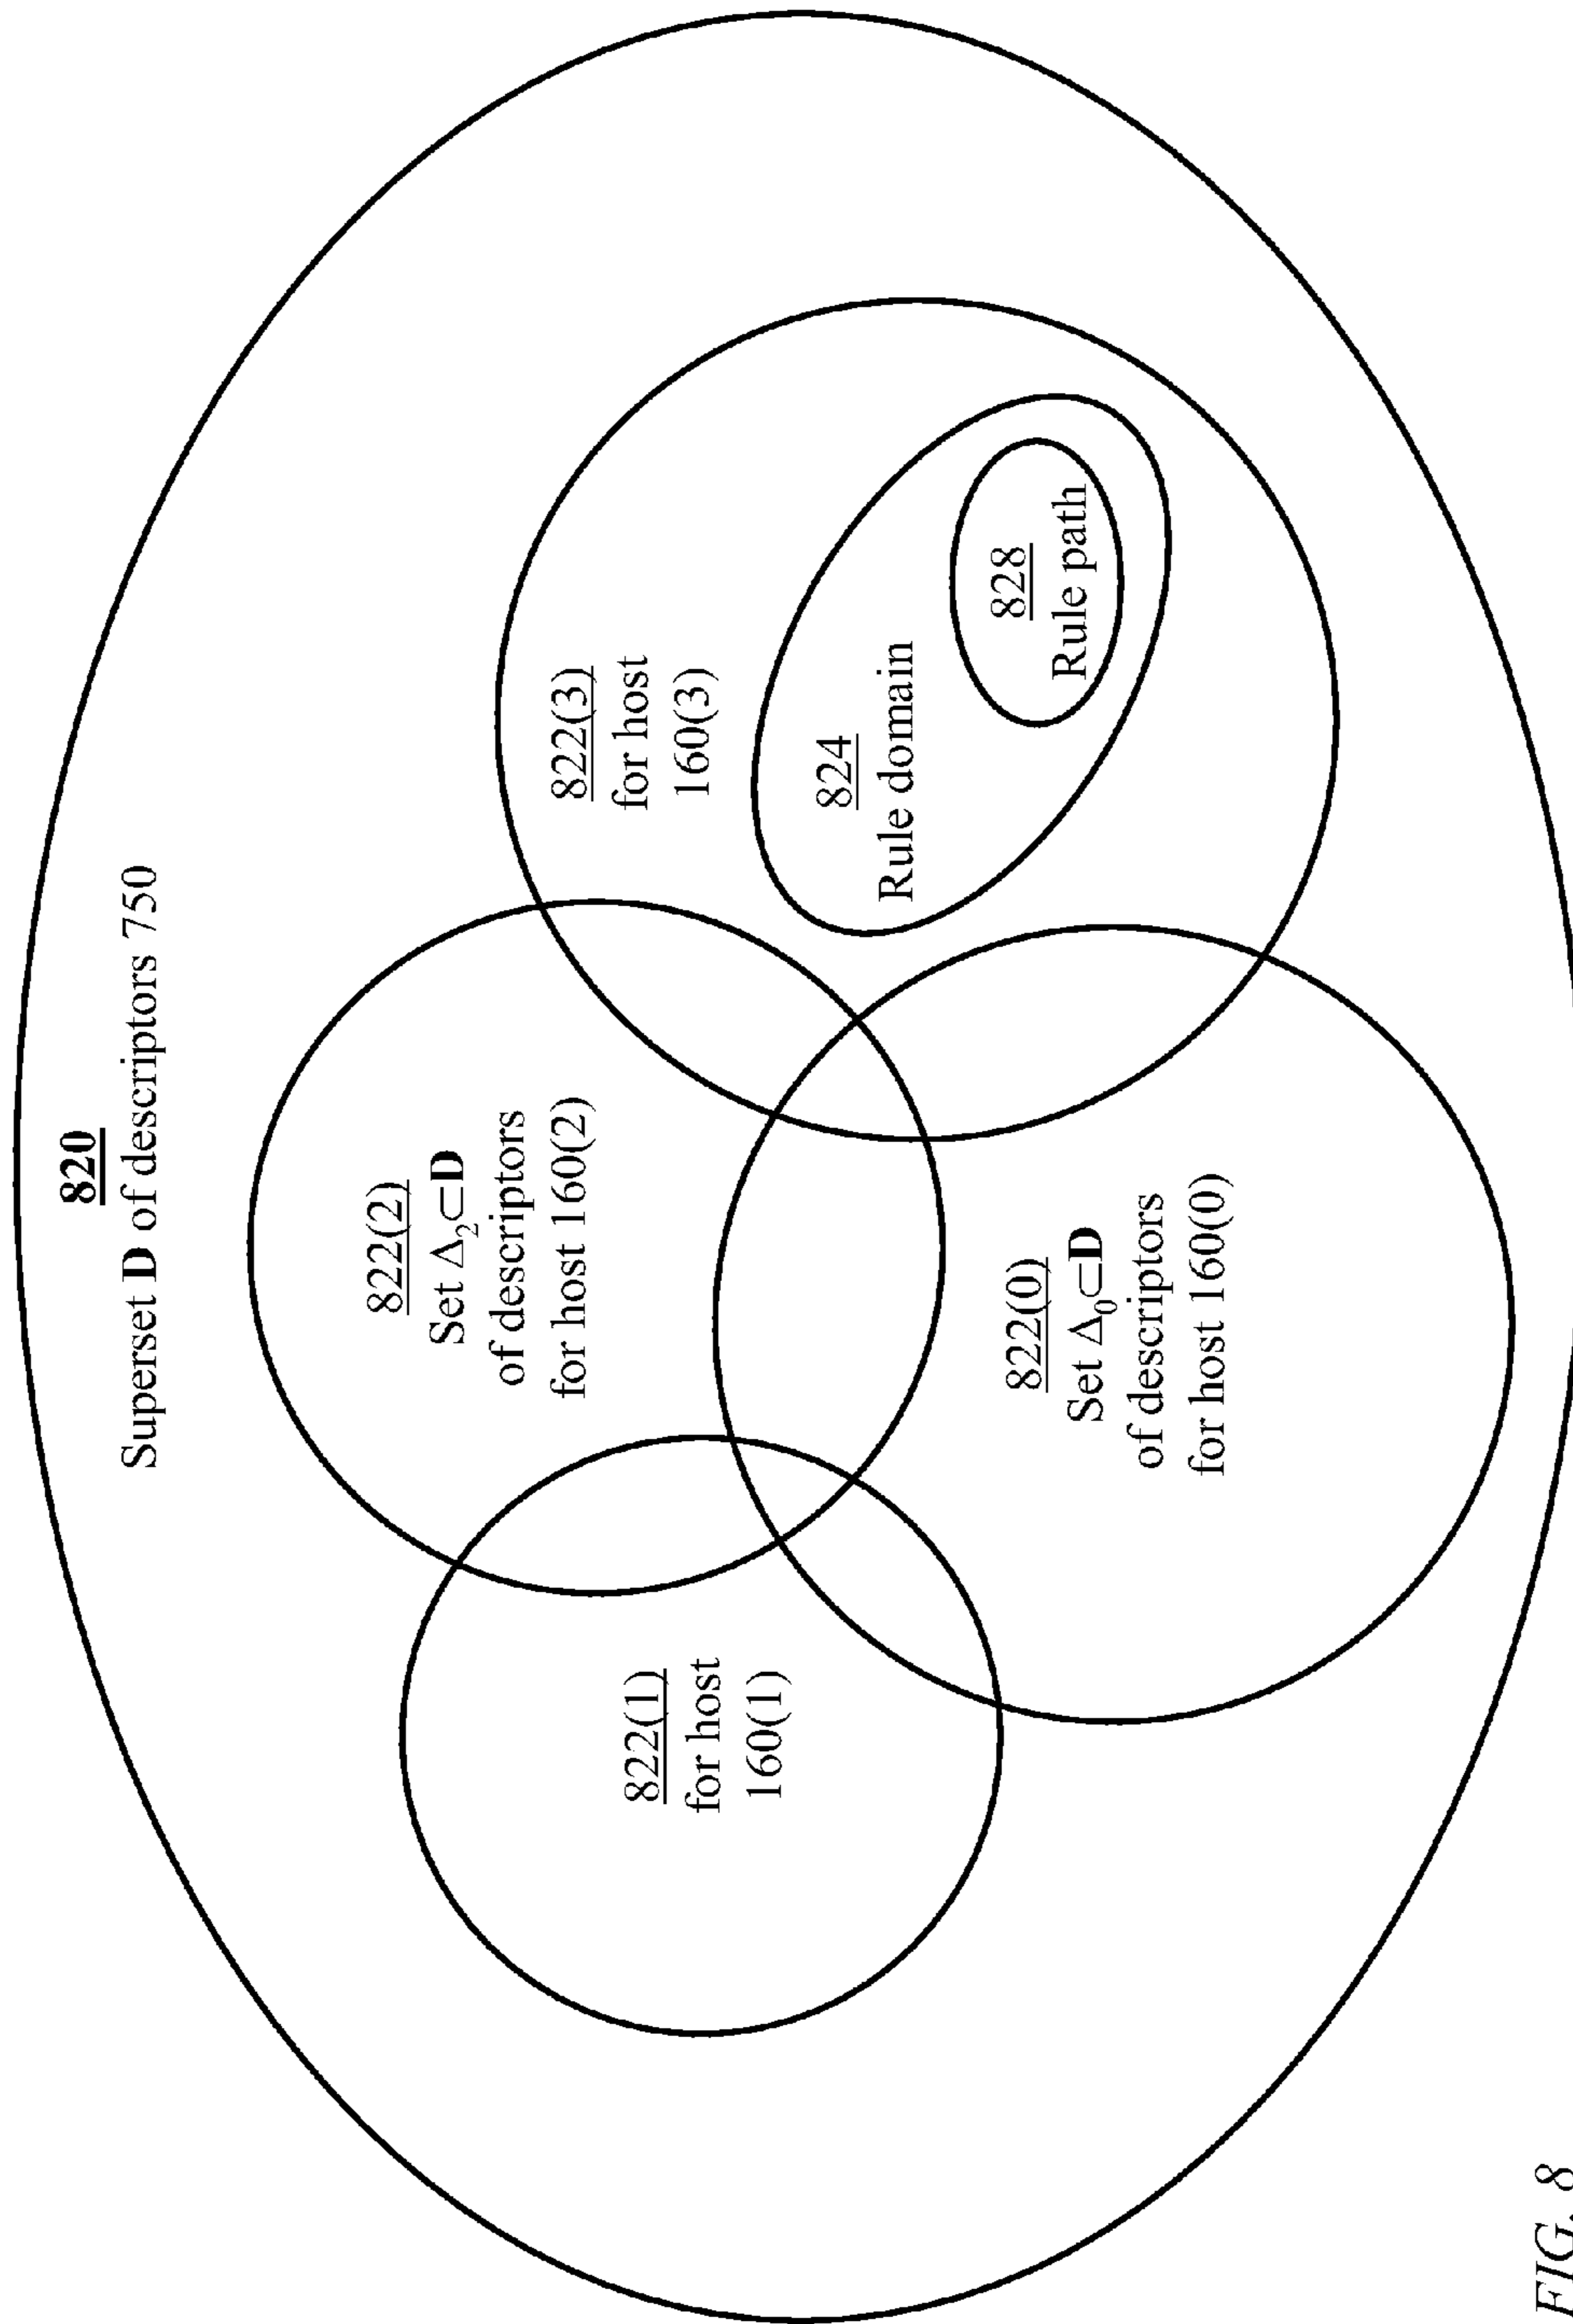 820
Superset D of descriptors 750
822(2)
Set Δ₂⊂D
of descriptors
for host 160(2)
822(3)
for host
160(3)
822(1)
for host
160(1)
824
Rule domain
828
Rule path
822(0)
Set Δ₀⊂D
of descriptors
for host 160(0)
FIG. 8